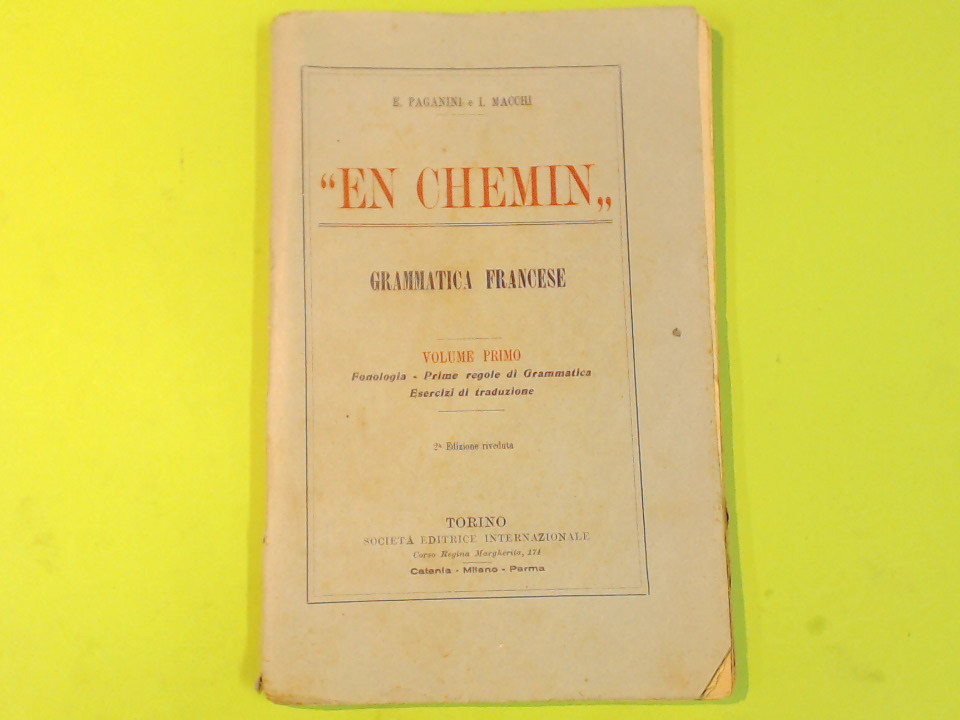 E. PAGANINI e I. MACCHI
“EN CHEMIN„
GRAMMATICA FRANCESE
VOLUME PRIMO
Fonologia - Prime regole di Grammatica
Esercizi di traduzione
2ª Edizione riveduta
TORINO
SOCIETÀ EDITRICE INTERNAZIONALE
Corso Regina Margherita, 174
Catania - Milano - Parma